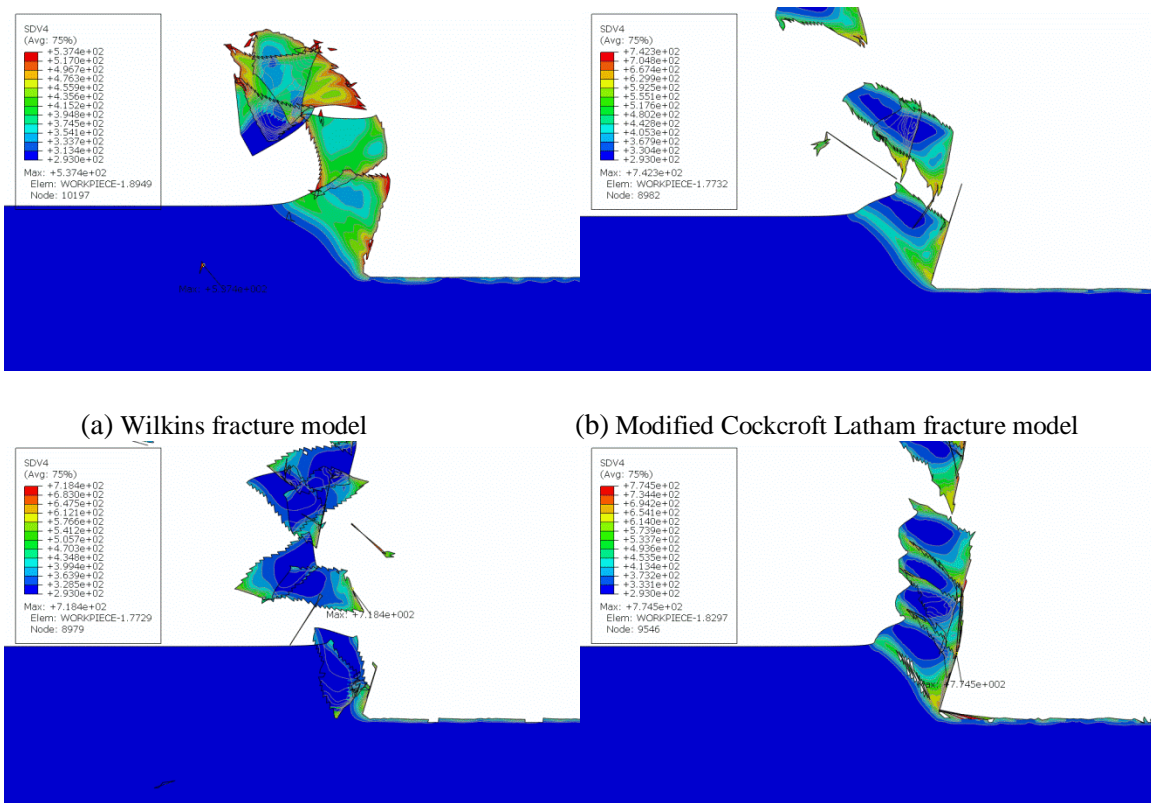 SDV4
(Avg: 75%)
+5.374e+02
+5.170e+02
+4.967e+02
+4.763e+02
+4.559e+02
+4.356e+02
+4.152e+02
+3.948e+02
+3.745e+02
+3.541e+02
+3.337e+02
+3.134e+02
+2.930e+02
Max: +5.374e+02
Elem: WORKPIECE-1.8949
Node: 10197
SDV4
(Avg: 75%)
+7.423e+02
+7.048e+02
+6.674e+02
+6.299e+02
+5.925e+02
+5.551e+02
+5.176e+02
+4.802e+02
+4.428e+02
+4.053e+02
+3.679e+02
+3.304e+02
+2.930e+02
Max: +7.423e+02
Elem: WORKPIECE-1.7732
Node: 8982
(a) Wilkins fracture model
(b) Modified Cockcroft Latham fracture model
SDV4
(Avg: 75%)
+7.184e+02
+6.830e+02
+6.475e+02
+6.121e+02
+5.766e+02
+5.412e+02
+5.057e+02
+4.703e+02
+4.348e+02
+3.994e+02
+3.639e+02
+3.285e+02
+2.930e+02
Max: +7.184e+02
Elem: WORKPIECE-1.7729
Node: 8979
Max: +7.184e+002
SDV4
(Avg: 75%)
+7.745e+02
+7.344e+02
+6.942e+02
+6.541e+02
+6.140e+02
+5.739e+02
+5.337e+02
+4.936e+02
+4.535e+02
+4.134e+02
+3.732e+02
+3.331e+02
+2.930e+02
Max: +7.745e+02
Elem: WORKPIECE-1.8297
Node: 9546
Max: +7.745e+002